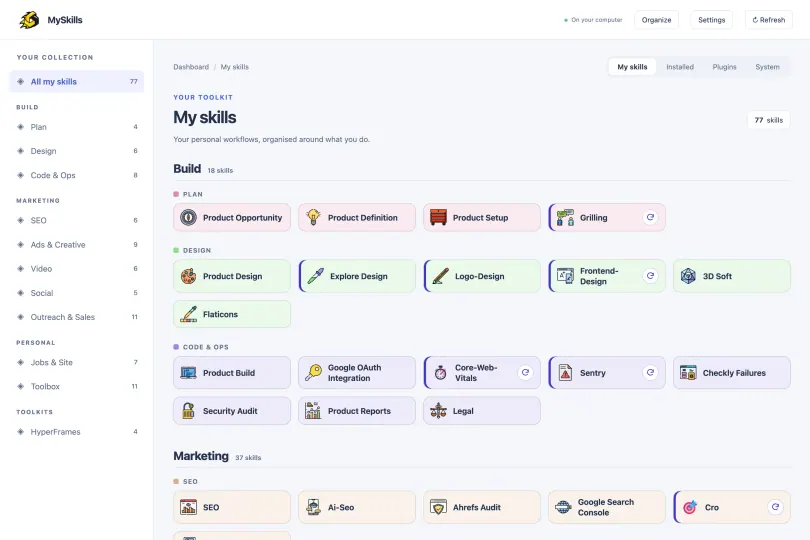 MySkills
On your computer
Organize
Settings
Refresh
YOUR COLLECTION
All my skills 77
BUILD
Plan 4
Design 6
Code & Ops 8
MARKETING
SEO 6
Ads & Creative 9
Video 6
Social 5
Outreach & Sales 11
PERSONAL
Jobs & Site 7
Toolbox 11
TOOLKITS
HyperFrames 4
Dashboard / My skills
My skills Installed Plugins System
YOUR TOOLKIT
My skills
77 skills
Your personal workflows, organised around what you do.
Build 18 skills
PLAN
Product Opportunity
Product Definition
Product Setup
Grilling
DESIGN
Product Design
Explore Design
Logo-Design
Frontend-
Design
3D Soft
Flaticons
CODE & OPS
Product Build
Google OAuth
Integration
Core-Web-
Vitals
Sentry
Checkly Failures
Security Audit
Product Reports
Legal
Marketing 37 skills
SEO
SEO
Ai-Seo
Ahrefs Audit
Google Search
Console
Cro